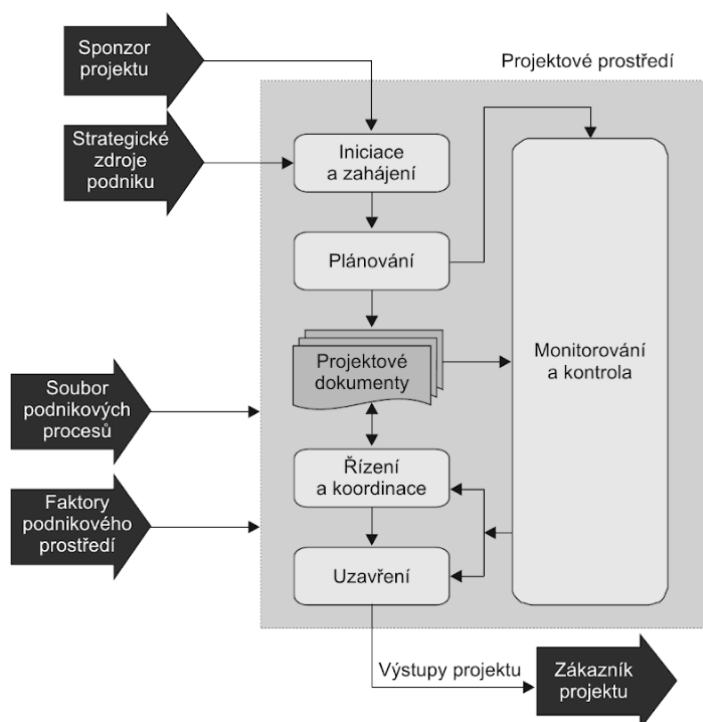 Sponzor
projektu
Projektové prostředí
Strategické
zdroje
podniku
Iniciace
a zahájení
Plánování
Projektové
dokumenty
Monitorování
a kontrola
Soubor
podnikových
procesů
Řízení
a koordinace
Faktory
podnikového
prostředí
Uzavření
Výstupy projektu
Zákazník
projektu